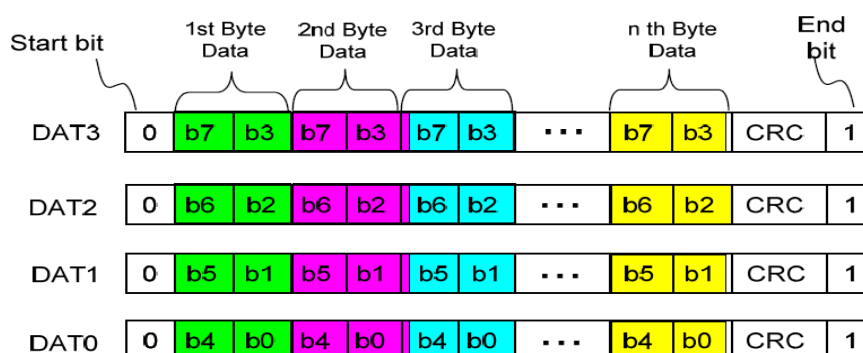 Start bit
1st Byte
Data
2nd Byte
Data
3rd Byte
Data
n th Byte
Data
End
bit
DAT3 0 b7 b3 b7 b3 b7 b3 ... b7 b3 CRC 1
DAT2 0 b6 b2 b6 b2 b6 b2 ... b6 b2 CRC 1
DAT1 0 b5 b1 b5 b1 b5 b1 ... b5 b1 CRC 1
DAT0 0 b4 b0 b4 b0 b4 b0 ... b4 b0 CRC 1